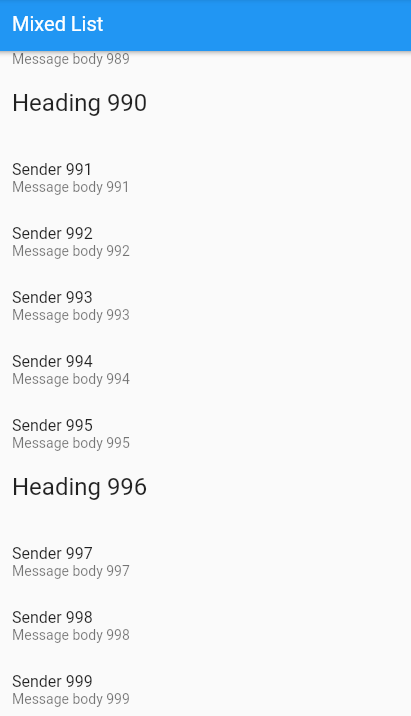 Mixed List
Message body 989
Heading 990
Sender 991
Message body 991
Sender 992
Message body 992
Sender 993
Message body 993
Sender 994
Message body 994
Sender 995
Message body 995
Heading 996
Sender 997
Message body 997
Sender 998
Message body 998
Sender 999
Message body 999